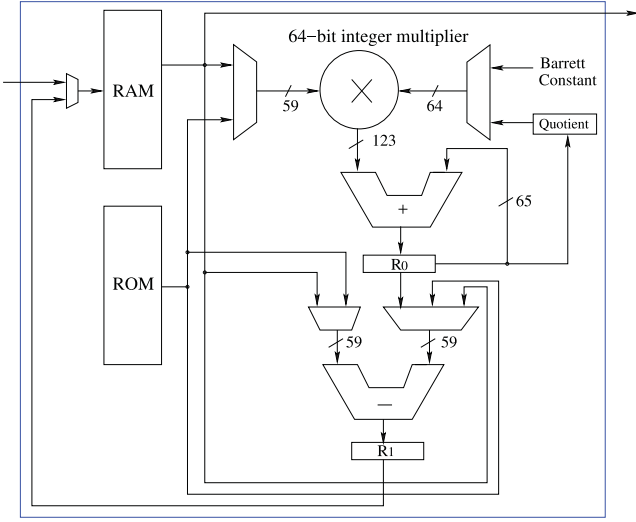 64−bit integer multiplier
RAM
Barrett
Constant
59
64
Quotient
123
+
65
ROM
R0
59
59
—
R1